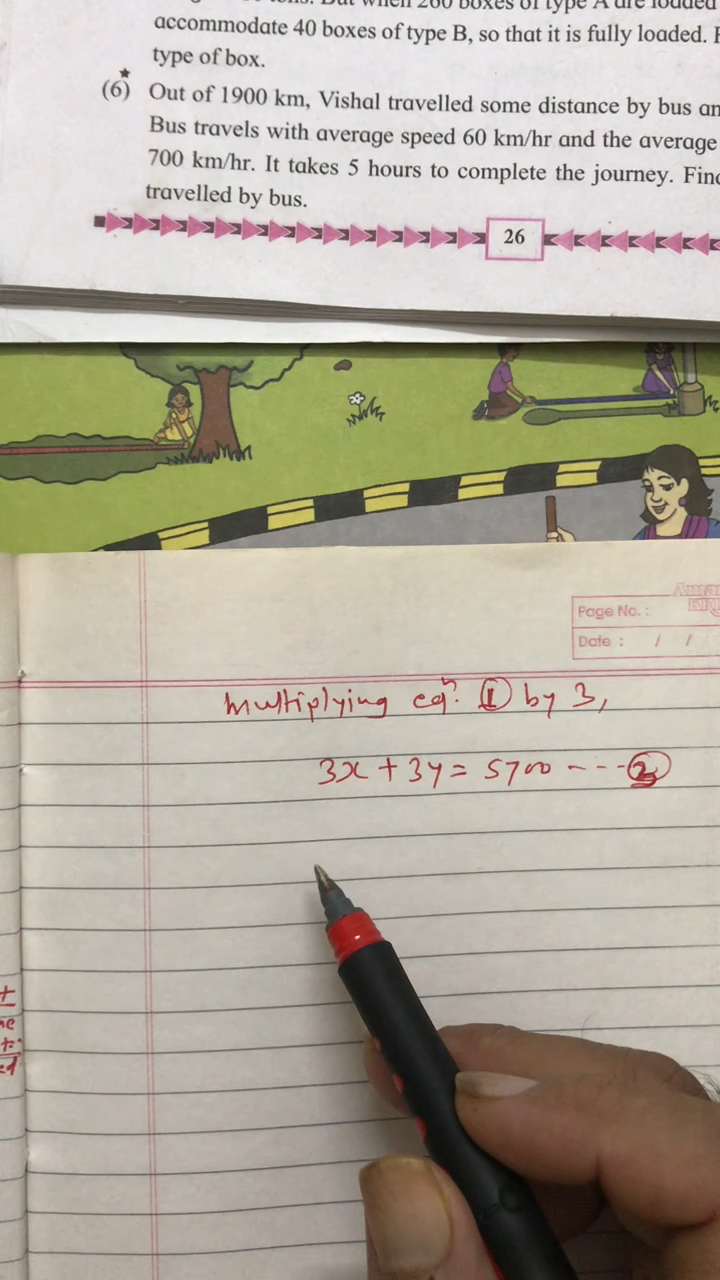 accommodate 40 boxes of type B, so that it is fully loaded.
type of box.
(6) Out of 1900 km, Vishal travelled some distance by bus
Bus travels with average speed 60 km/hr and the average
700 km/hr. It takes 5 hours to complete the journey.
travelled by bus.
26
Page No. :
Date : / /
Multiplying eqn. ① by 3,
3x + 3y = 5700 ---